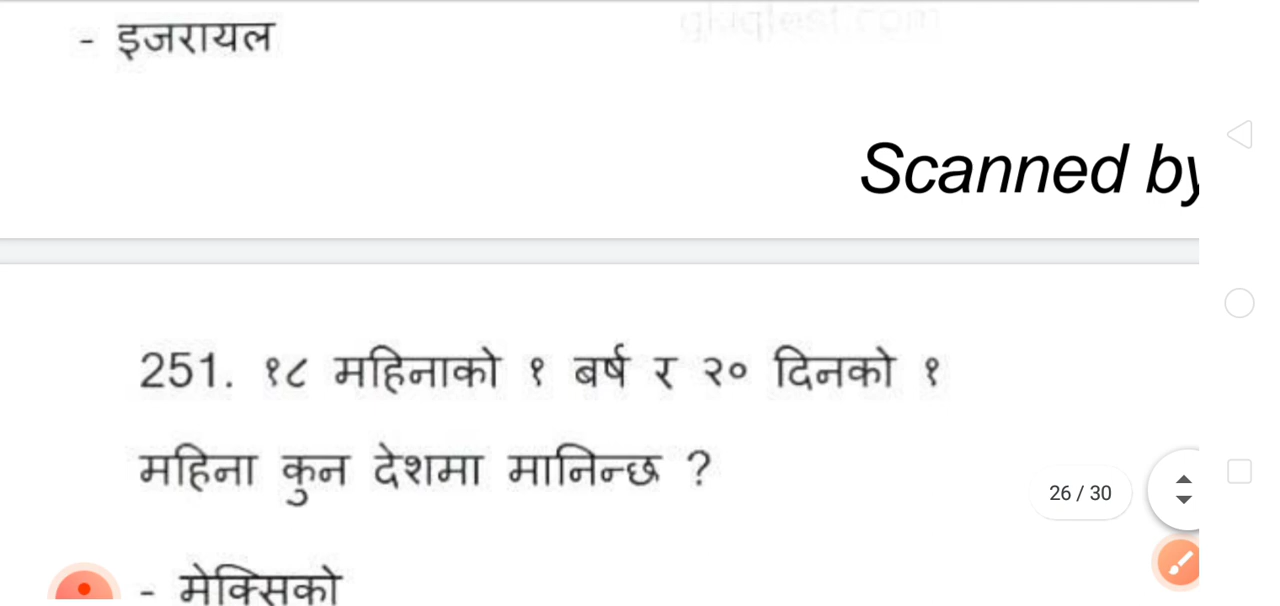 - इजरायल
Scanned by
251. १८ महिनाको १ बर्ष र २० दिनको १
महिना कुन देशमा मानिन्छ ?
26 / 30
- मेक्सिको